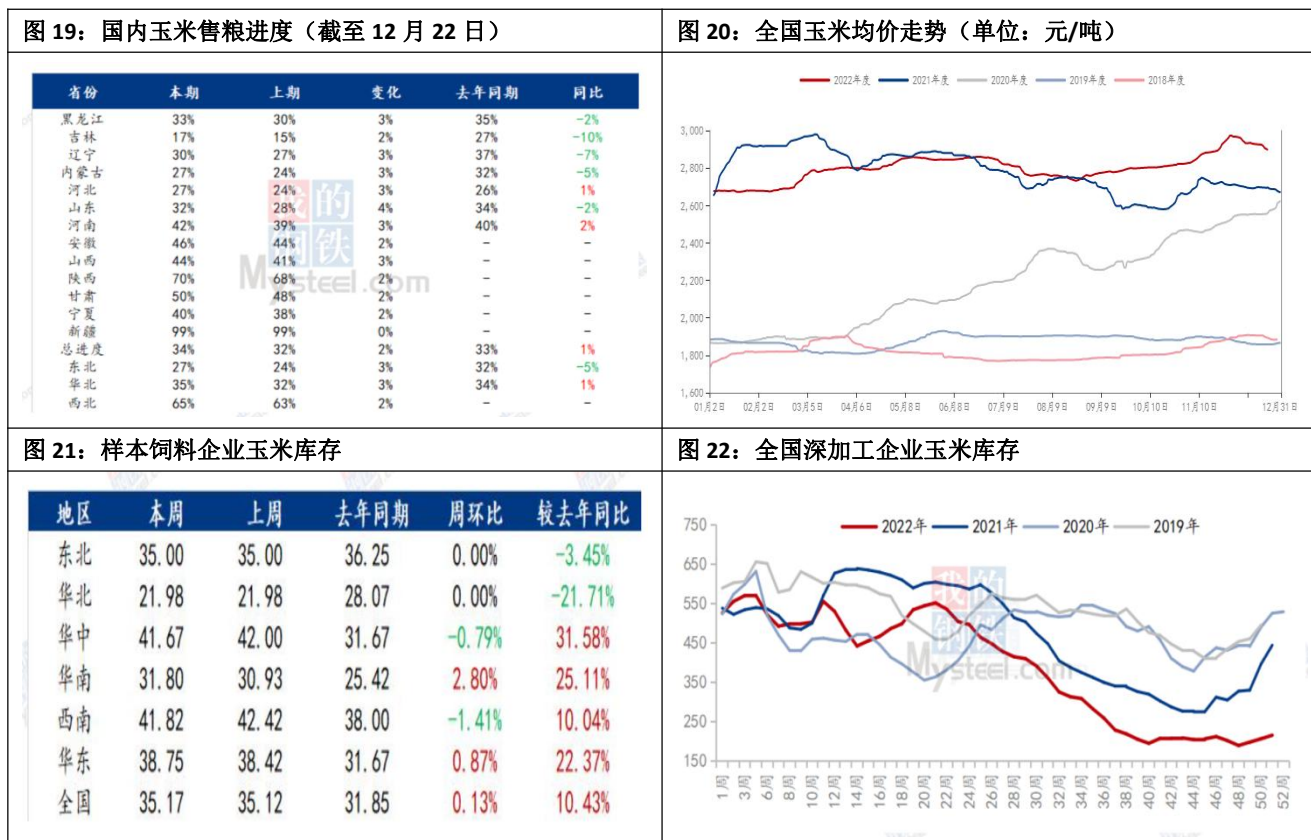 图 19：国内玉米售粮进度（截至 12 月 22 日）
省份 本期 上期 变化 去年同期 同比
黑龙江 33% 30% 3% 35% -2%
吉林 17% 15% 2% 27% -10%
辽宁 30% 27% 3% 37% -7%
内蒙古 27% 24% 3% 32% -5%
河北 27% 24% 3% 26% 1%
山东 32% 28% 4% 34% -2%
河南 42% 39% 3% 40% 2%
安徽 46% 44% 2% - -
山西 44% 41% 3% - -
陕西 70% 68% 2% - -
甘肃 50% 48% 2% - -
宁夏 40% 38% 2% - -
新疆 99% 99% 0% - -
总进度 34% 32% 2% 33% 1%
东北 27% 24% 3% 32% -5%
华北 35% 32% 3% 34% 1%
西北 65% 63% 2% - -
我的钢铁
Mysteel.com
图 20：全国玉米均价走势（单位：元/吨）
2022年度 2021年度 2020年度 2019年度 2018年度
3,000
2,800
2,600
2,400
2,200
2,000
1,800
1,600
01月2日 02月2日 03月5日 04月6日 05月8日 06月8日 07月9日 08月9日 09月9日 10月10日 11月10日 12月31日
图 21：样本饲料企业玉米库存
地区 本周 上周 去年同期 周环比 较去年同比
东北 35.00 35.00 36.25 0.00% -3.45%
华北 21.98 21.98 28.07 0.00% -21.71%
华中 41.67 42.00 31.67 -0.79% 31.58%
华南 31.80 30.93 25.42 2.80% 25.11%
西南 41.82 42.42 38.00 -1.41% 10.04%
华东 38.75 38.42 31.67 0.87% 22.37%
全国 35.17 35.12 31.85 0.13% 10.43%
图 22：全国深加工企业玉米库存
2022年 2021年 2020年 2019年
750
650
550
450
350
250
150
我的钢铁
Mysteel.com
1周 3周 6周 8周 10周 12周 14周 16周 18周 20周 22周 24周 26周 28周 30周 32周 34周 36周 38周 40周 42周 44周 46周 48周 50周 52周